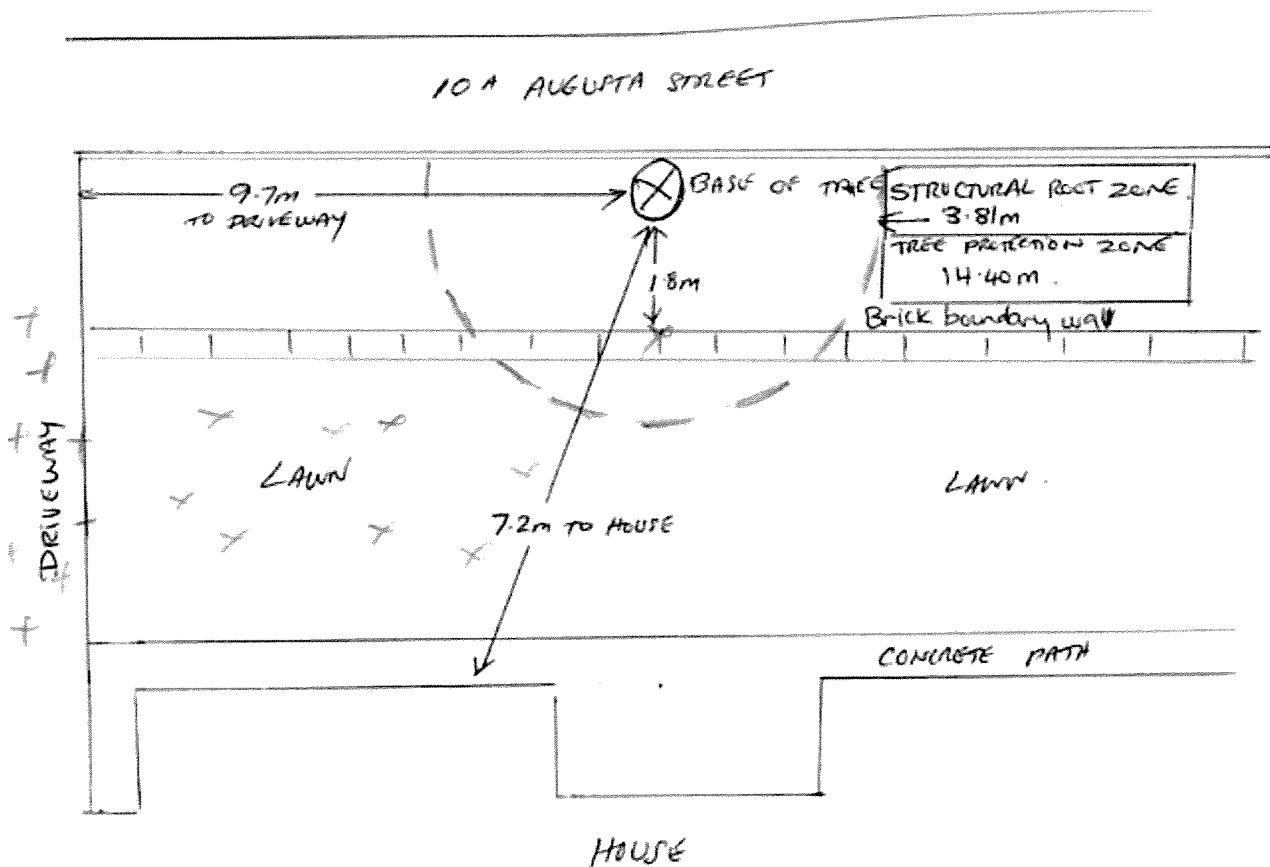 10A AUGUSTA STREET
9.7m
TO DRIVEWAY
BASE OF TREE
STRUCTURAL ROOT ZONE
3.81m
TREE PROTECTION ZONE
14.40m.
1.8m
Brick boundary wall
DRIVEWAY
LAWN
LAWN.
7.2m TO HOUSE
CONCRETE PATH
HOUSE